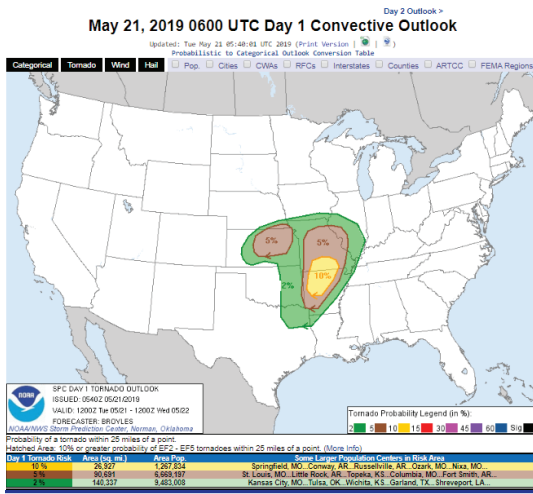 Day 2 Outlook >
May 21, 2019 0600 UTC Day 1 Convective Outlook
Updated: Tue May 21 05:40:01 UTC 2019 (Print Version | | )
Probabilistic to Categorical Outlook Conversion Table
Categorical Tornado Wind Hail Pop. Cities CWAs RFCs Interstates Counties ARTCC FEMA Regions
5%
5%
10%
2%
NOAA
SPC DAY 1 TORNADO OUTLOOK
ISSUED: 0540Z 05/21/2019
VALID: 1200Z Tue 05/21 - 1200Z Wed 05/22
FORECASTER: BROYLES
NOAA/NWS Storm Prediction Center, Norman, Oklahoma
Tornado Probability Legend (in %):
2 5 10 15 30 45 60 Sig
Probability of a tornado within 25 miles of a point.
Hatched Area: 10% or greater probability of EF2 - EF5 tornadoes within 25 miles of a point. (More Info)
Day 1 Tornado Risk Area (sq. mi.) Area Pop. Some Larger Population Centers in Risk Area
10 % 26,927 1,267,834 Springfield, MO...Conway, AR...Russellville, AR...Ozark, MO...Nixa, MO...
5 % 90,691 6,669,197 St. Louis, MO...Little Rock, AR...Topeka, KS...Columbia, MO...Fort Smith, AR...
2 % 140,337 9,483,008 Kansas City, MO...Tulsa, OK...Wichita, KS...Garland, TX...Shreveport, LA...